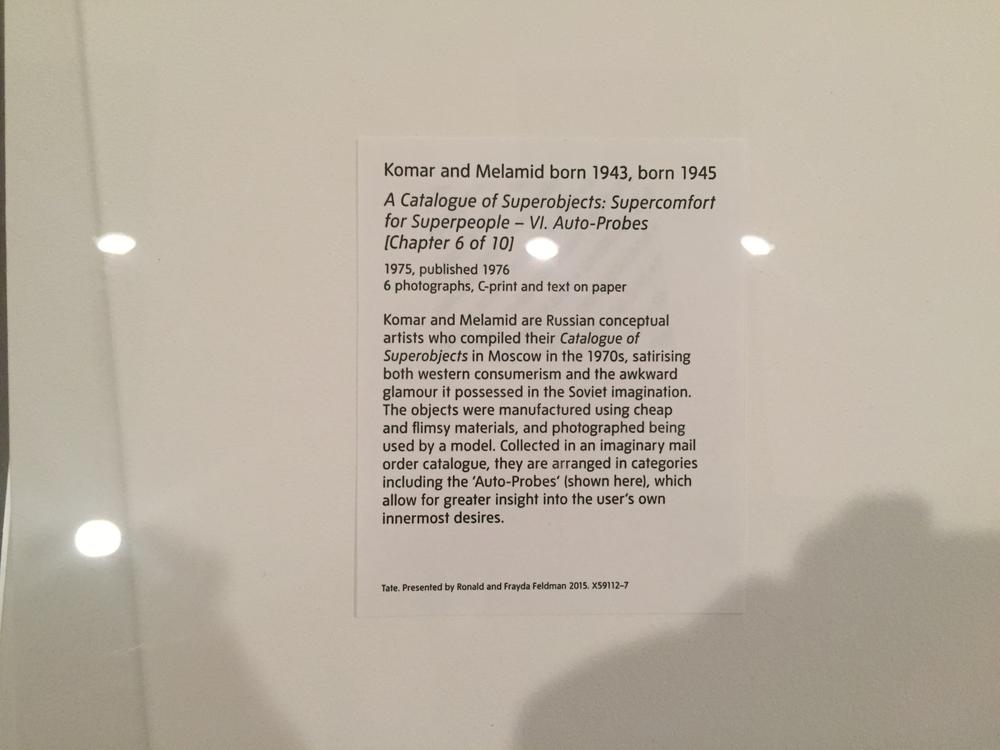 Komar and Melamid born 1943, born 1945
A Catalogue of Superobjects: Supercomfort
for Superpeople – VI. Auto-Probes
[Chapter 6 of 10]
1975, published 1976
6 photographs, C-print and text on paper
Komar and Melamid are Russian conceptual
artists who compiled their Catalogue of
Superobjects in Moscow in the 1970s, satirising
both western consumerism and the awkward
glamour it possessed in the Soviet imagination.
The objects were manufactured using cheap
and flimsy materials, and photographed being
used by a model. Collected in an imaginary mail
order catalogue, they are arranged in categories
including the ‘Auto-Probes’ (shown here), which
allow for greater insight into the user’s own
innermost desires.
Tate. Presented by Ronald and Frayda Feldman 2015. X59112–7